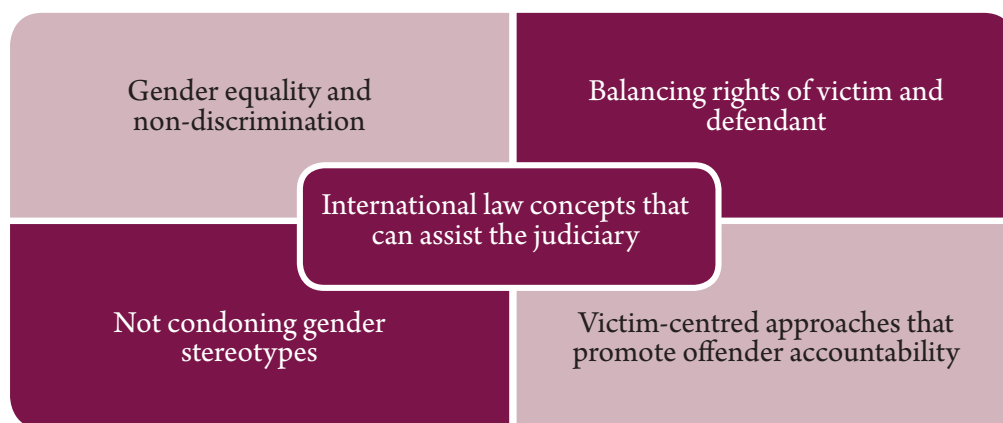 Gender equality and
non-discrimination
Balancing rights of victim and
defendant
International law concepts that
can assist the judiciary
Not condoning gender
stereotypes
Victim-centred approaches that
promote offender accountability